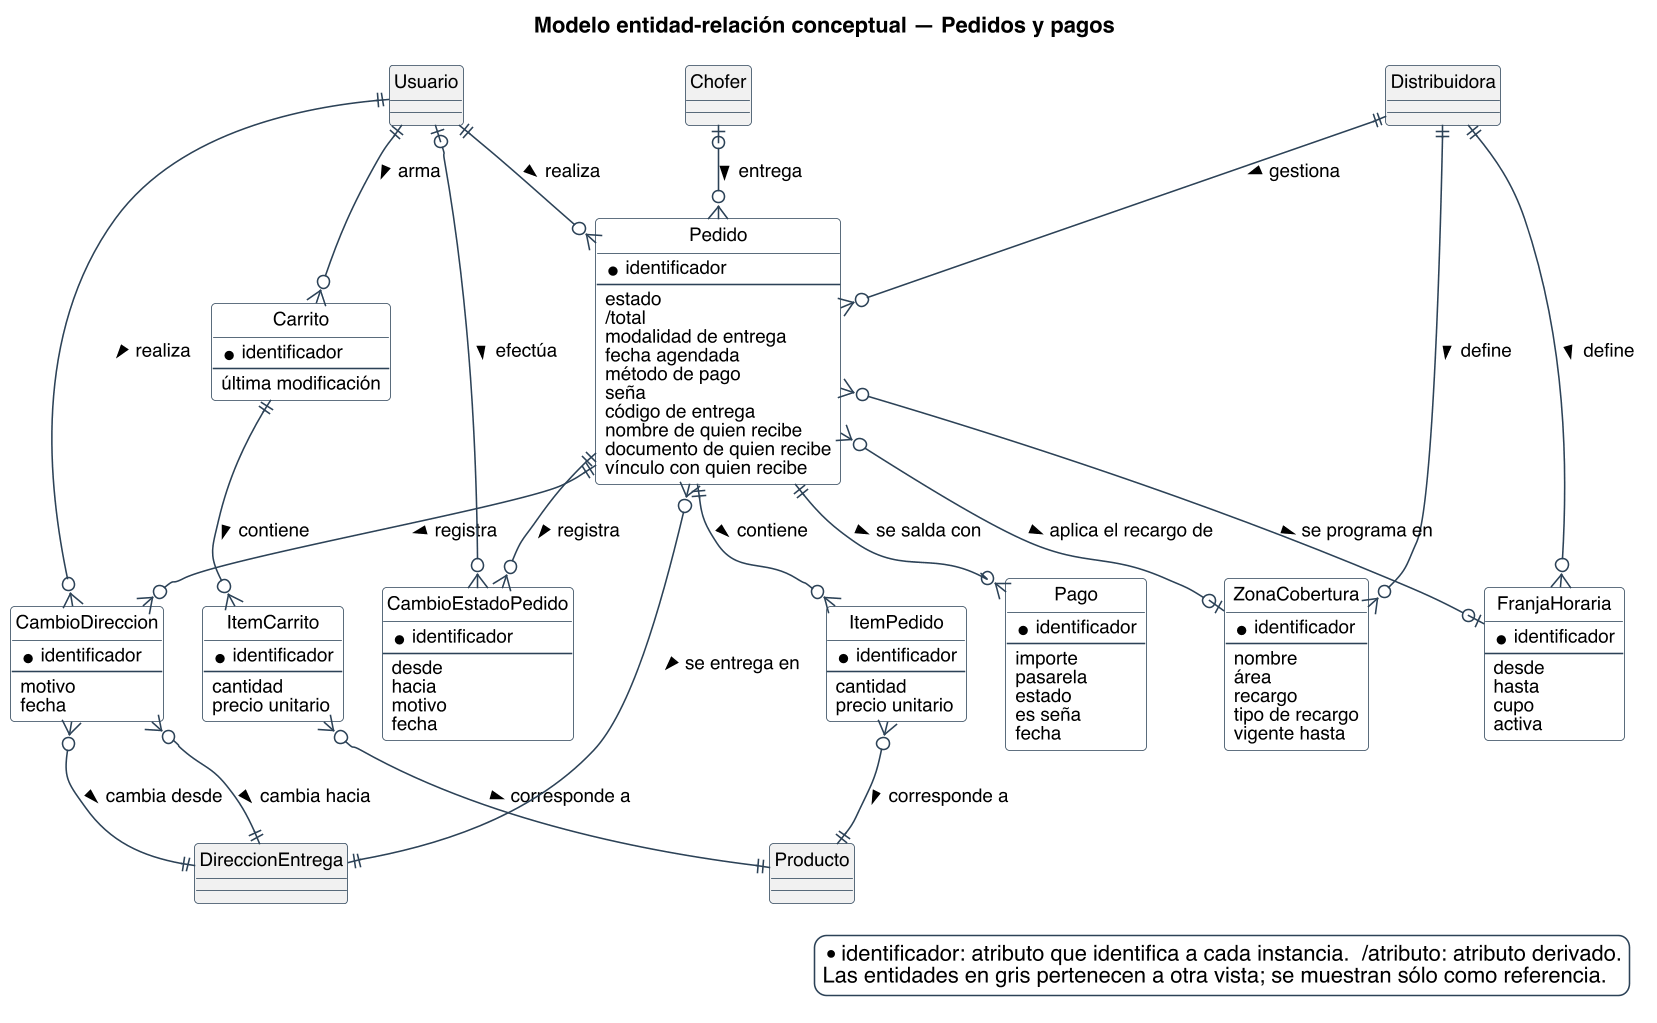 Modelo entidad-relación conceptual — Pedidos y pagos
Usuario
Chofer
Distribuidora
arma
realiza
entrega
gestiona
Pedido
identificador
estado
/total
modalidad de entrega
fecha agendada
método de pago
seña
código de entrega
nombre de quien recibe
documento de quien recibe
vínculo con quien recibe
Carrito
identificador
última modificación
realiza
efectúa
define
define
contiene
registra
registra
contiene
se salda con
aplica el recargo de
se programa en
CambioDireccion
identificador
motivo
fecha
ItemCarrito
identificador
cantidad
precio unitario
CambioEstadoPedido
identificador
desde
hacia
motivo
fecha
se entrega en
ItemPedido
identificador
cantidad
precio unitario
Pago
identificador
importe
pasarela
estado
es seña
fecha
ZonaCobertura
identificador
nombre
área
recargo
tipo de recargo
vigente hasta
FranjaHoraria
identificador
desde
hasta
cupo
activa
cambia desde
cambia hacia
corresponde a
corresponde a
DireccionEntrega
Producto
• identificador: atributo que identifica a cada instancia.  /atributo: atributo derivado.
Las entidades en gris pertenecen a otra vista; se muestran sólo como referencia.